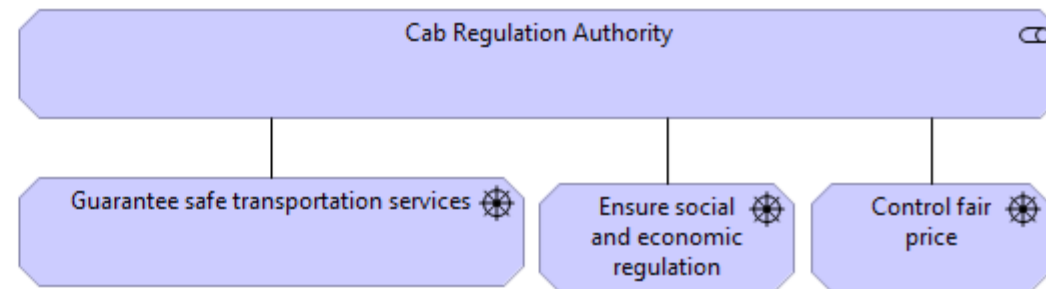 Cab Regulation Authority
Guarantee safe transportation services
Ensure social
and economic
regulation
Control fair
price